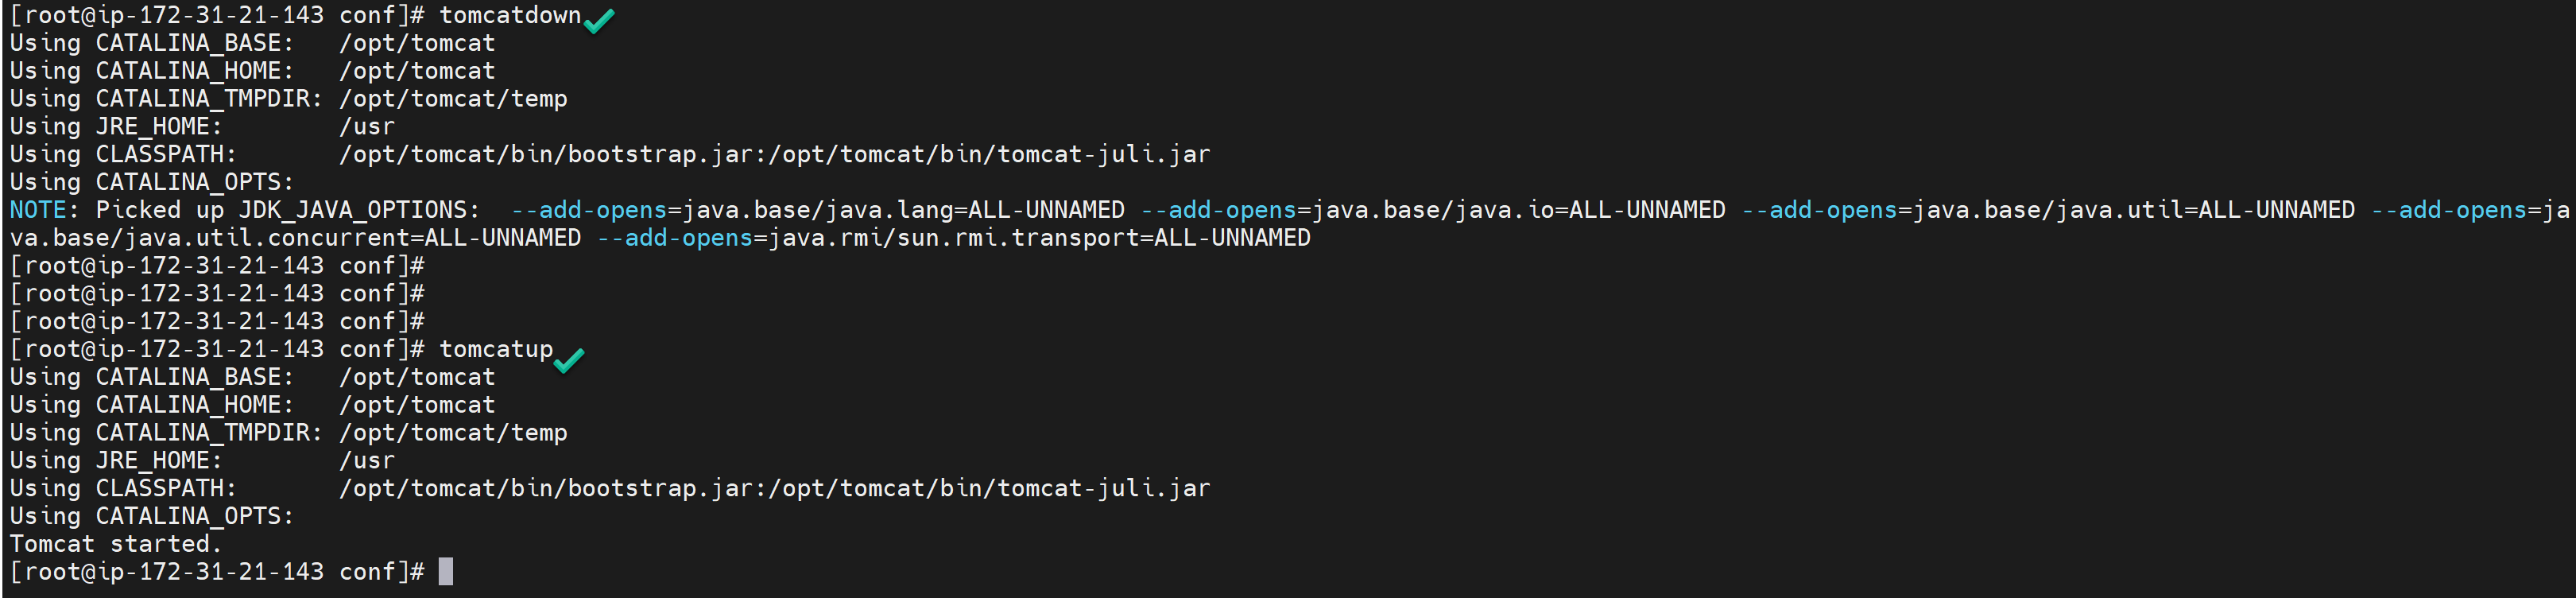 [root@ip-172-31-21-143 conf]# tomcatdown
Using CATALINA_BASE:   /opt/tomcat
Using CATALINA_HOME:   /opt/tomcat
Using CATALINA_TMPDIR: /opt/tomcat/temp
Using JRE_HOME:        /usr
Using CLASSPATH:       /opt/tomcat/bin/bootstrap.jar:/opt/tomcat/bin/tomcat-juli.jar
Using CATALINA_OPTS:
NOTE: Picked up JDK_JAVA_OPTIONS:  --add-opens=java.base/java.lang=ALL-UNNAMED --add-opens=java.base/java.io=ALL-UNNAMED --add-opens=java.base/java.util=ALL-UNNAMED --add-opens=ja
va.base/java.util.concurrent=ALL-UNNAMED --add-opens=java.rmi/sun.rmi.transport=ALL-UNNAMED
[root@ip-172-31-21-143 conf]#
[root@ip-172-31-21-143 conf]#
[root@ip-172-31-21-143 conf]#
[root@ip-172-31-21-143 conf]# tomcatup
Using CATALINA_BASE:   /opt/tomcat
Using CATALINA_HOME:   /opt/tomcat
Using CATALINA_TMPDIR: /opt/tomcat/temp
Using JRE_HOME:        /usr
Using CLASSPATH:       /opt/tomcat/bin/bootstrap.jar:/opt/tomcat/bin/tomcat-juli.jar
Using CATALINA_OPTS:
Tomcat started.
[root@ip-172-31-21-143 conf]#